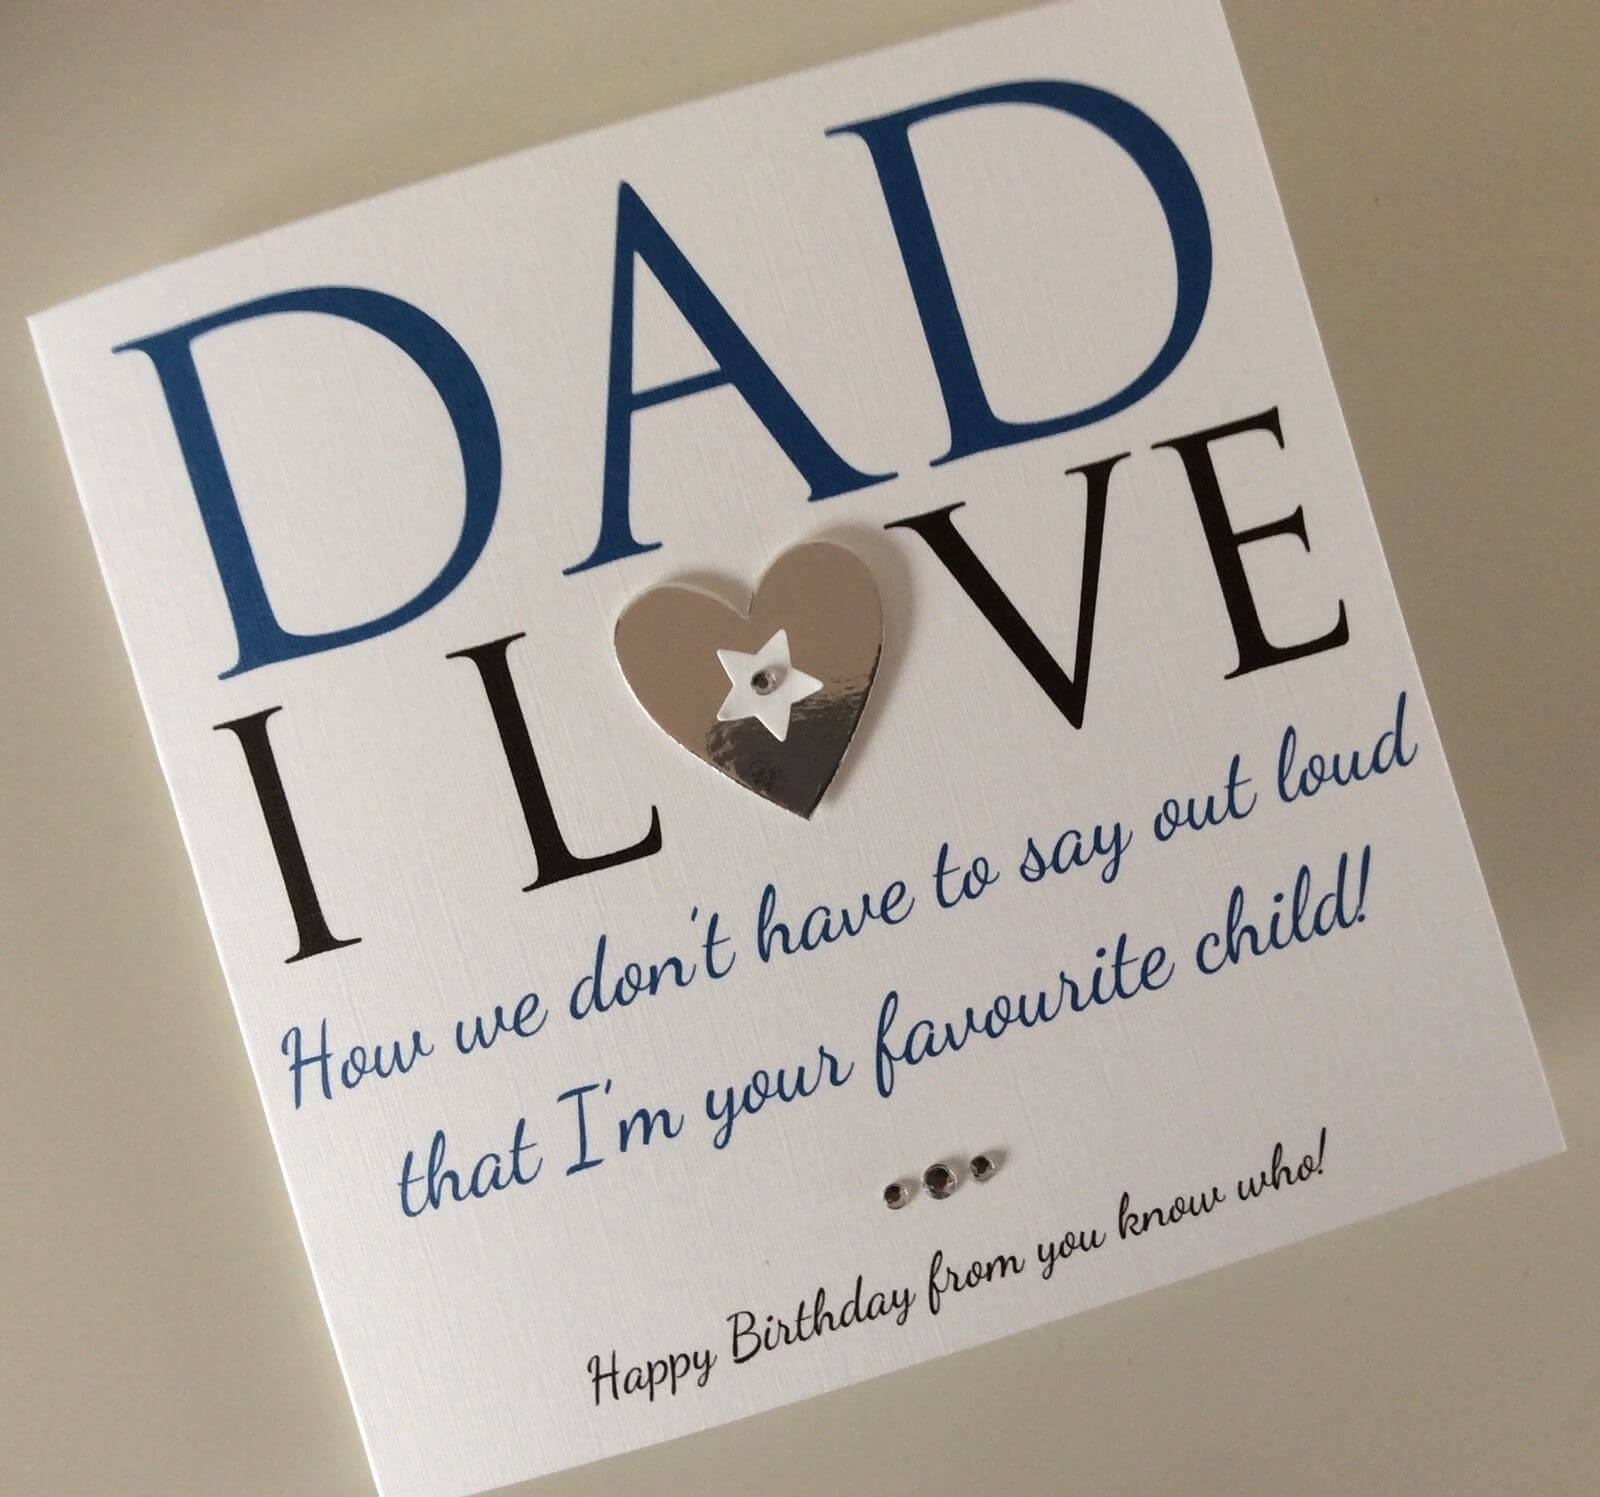 DAD
I L VE
How we don't have to say out loud
that I'm your favourite child!
Happy Birthday from you know who!